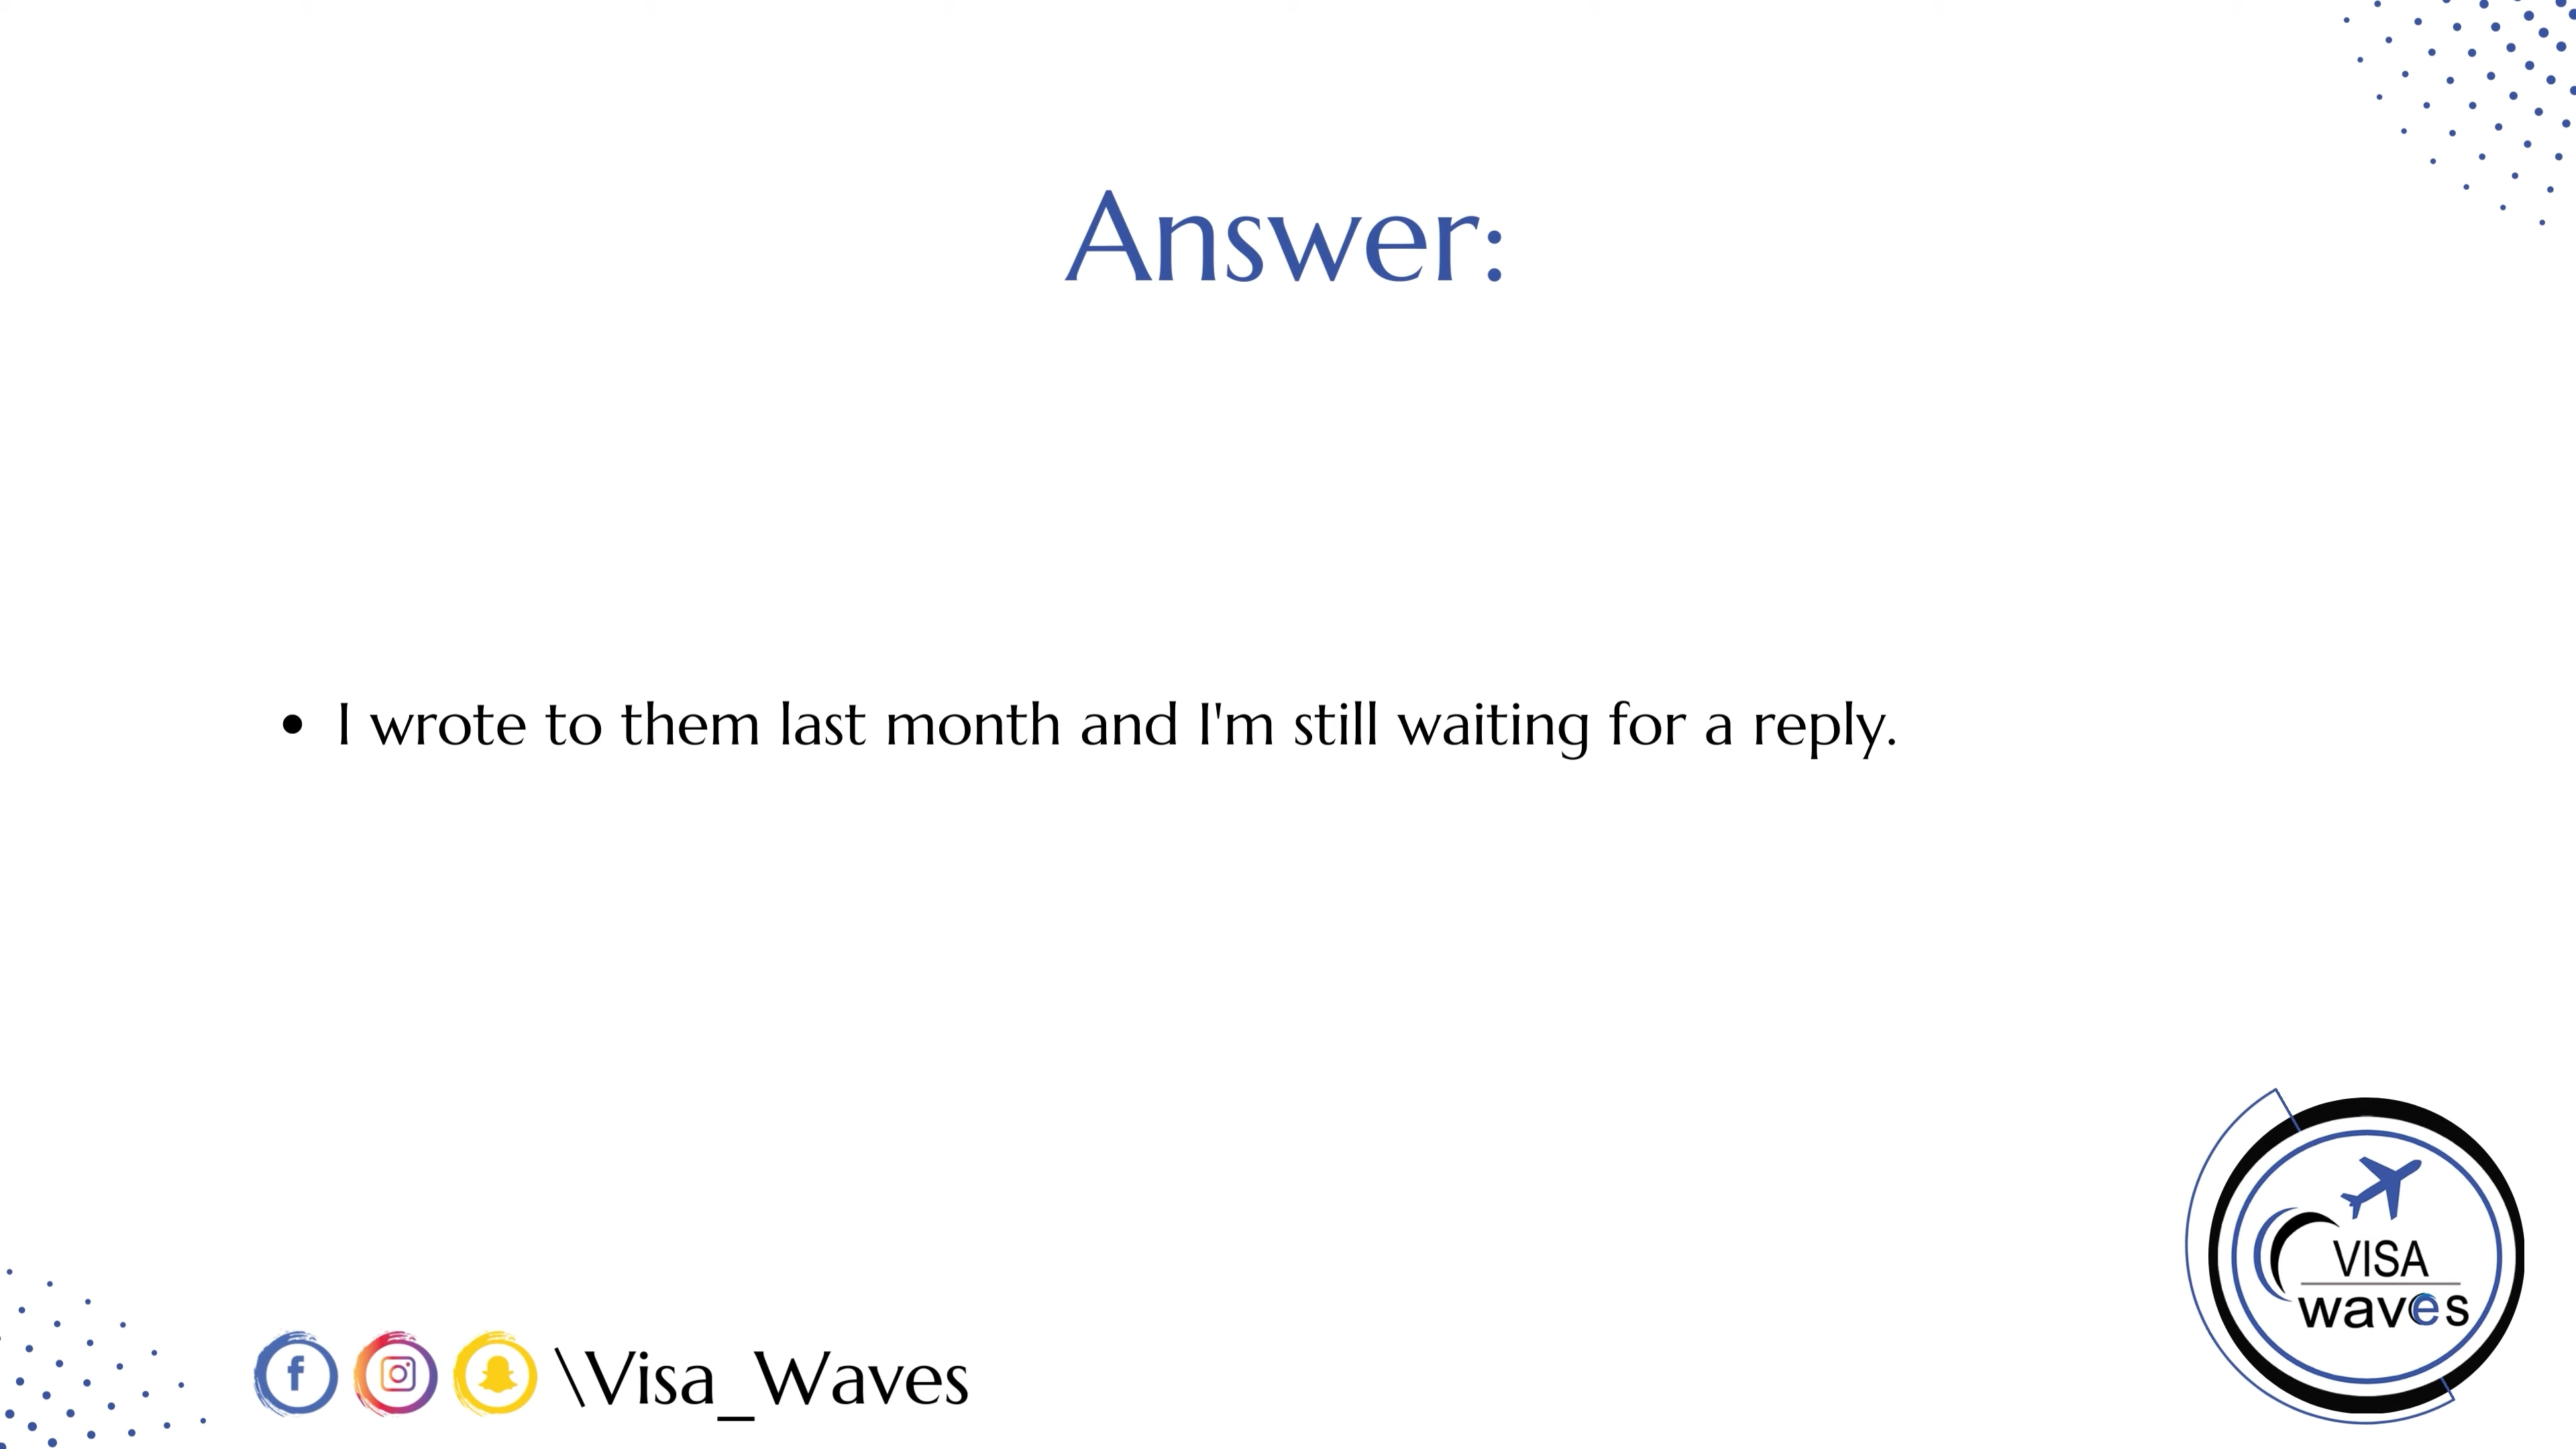 Answer:
• I wrote to them last month and I'm still waiting for a reply.
VISA
waves
\Visa_Waves